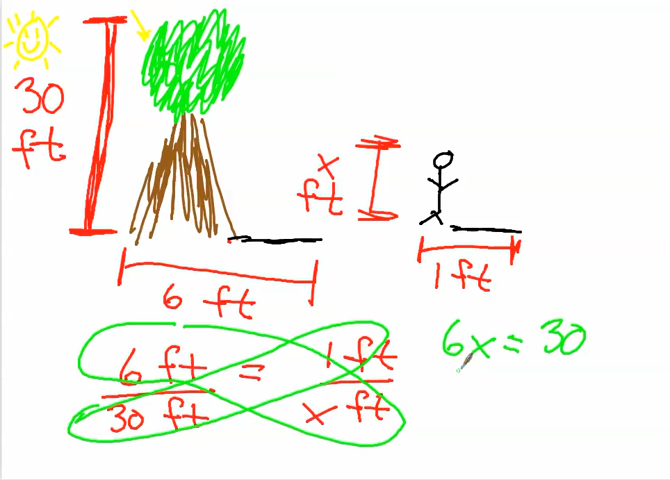 30
ft
x
ft
1 ft
6 ft
6x = 30
6 ft = 1 ft
30 ft x ft